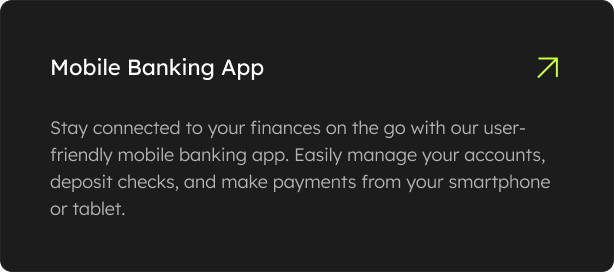 Mobile Banking App
Stay connected to your finances on the go with our user-
friendly mobile banking app. Easily manage your accounts,
deposit checks, and make payments from your smartphone
or tablet.